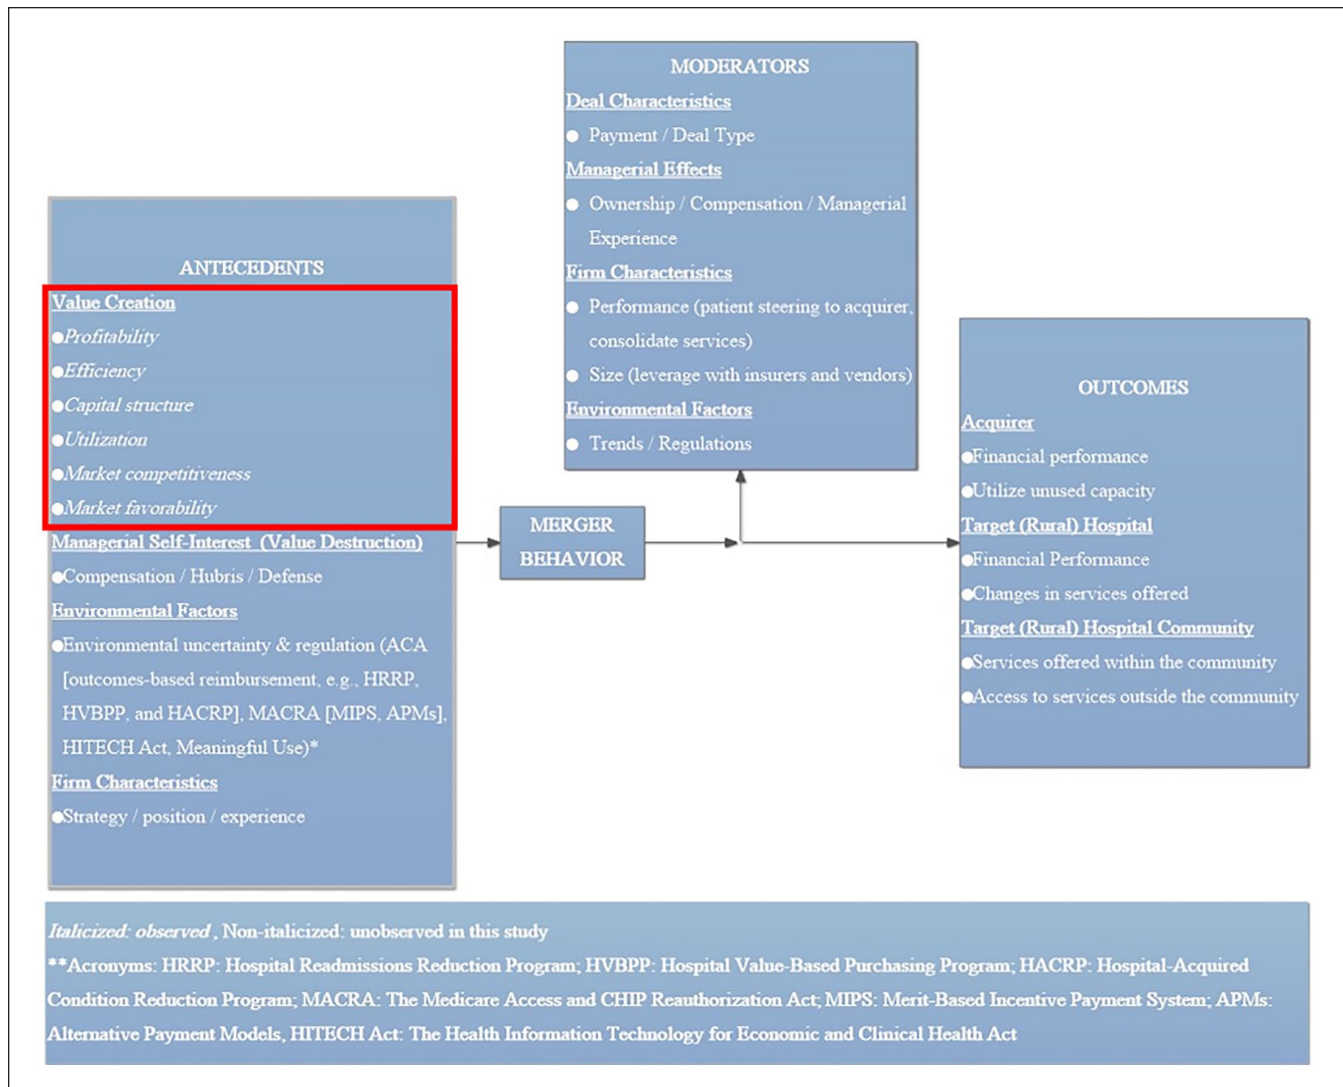 MODERATORS
Deal Characteristics
● Payment / Deal Type
Managerial Effects
● Ownership / Compensation / Managerial
Experience
Firm Characteristics
● Performance (patient steering to acquirer,
consolidate services)
● Size (leverage with insurers and vendors)
Environmental Factors
● Trends / Regulations
ANTECEDENTS
Value Creation
●Profitability
●Efficiency
●Capital structure
●Utilization
●Market competitiveness
●Market favorability
Managerial Self-Interest (Value Destruction)
●Compensation / Hubris / Defense
Environmental Factors
●Environmental uncertainty & regulation (ACA
[outcomes-based reimbursement, e.g., HRRP,
HVBPP, and HACRP], MACRA [MIPS, APMs],
HITECH Act, Meaningful Use)*
Firm Characteristics
●Strategy / position / experience
MERGER
BEHAVIOR
OUTCOMES
Acquirer
●Financial performance
●Utilize unused capacity
Target (Rural) Hospital
●Financial Performance
●Changes in services offered
Target (Rural) Hospital Community
●Services offered within the community
●Access to services outside the community
Italicized: observed , Non-italicized: unobserved in this study
**Acronyms: HRRP: Hospital Readmissions Reduction Program; HVBPP: Hospital Value-Based Purchasing Program; HACRP: Hospital-Acquired
Condition Reduction Program; MACRA: The Medicare Access and CHIP Reauthorization Act; MIPS: Merit-Based Incentive Payment System; APMs:
Alternative Payment Models, HITECH Act: The Health Information Technology for Economic and Clinical Health Act